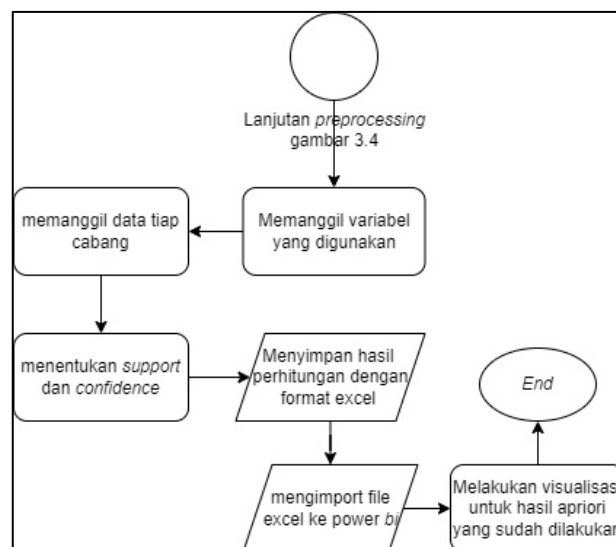 Lanjutan preprocessing
gambar 3.4
Memanggil variabel
yang digunakan
memanggil data tiap
cabang
menentukan support
dan confidence
Menyimpan hasil
perhitungan dengan
format excel
mengimport file
excel ke power bi
Melakukan visualisas
untuk hasil apriori
yang sudah dilakukan
End